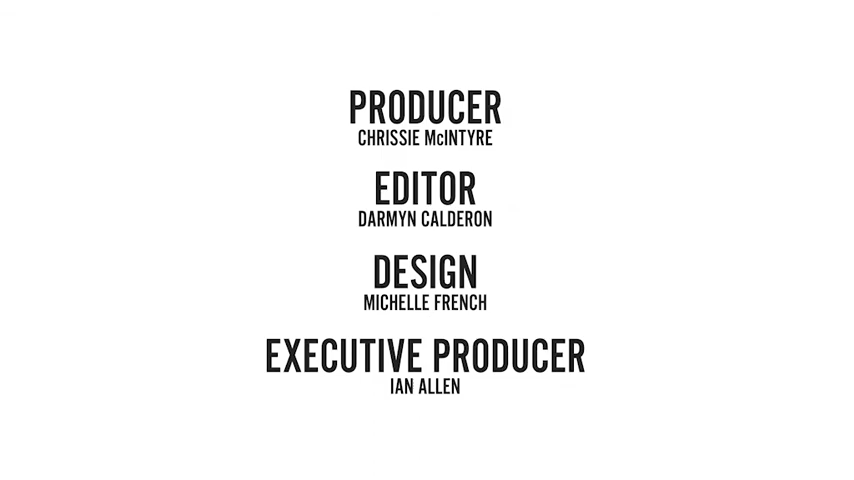 PRODUCER
CHRISSIE McINTYRE
EDITOR
DARMYN CALDERON
DESIGN
MICHELLE FRENCH
EXECUTIVE PRODUCER
IAN ALLEN